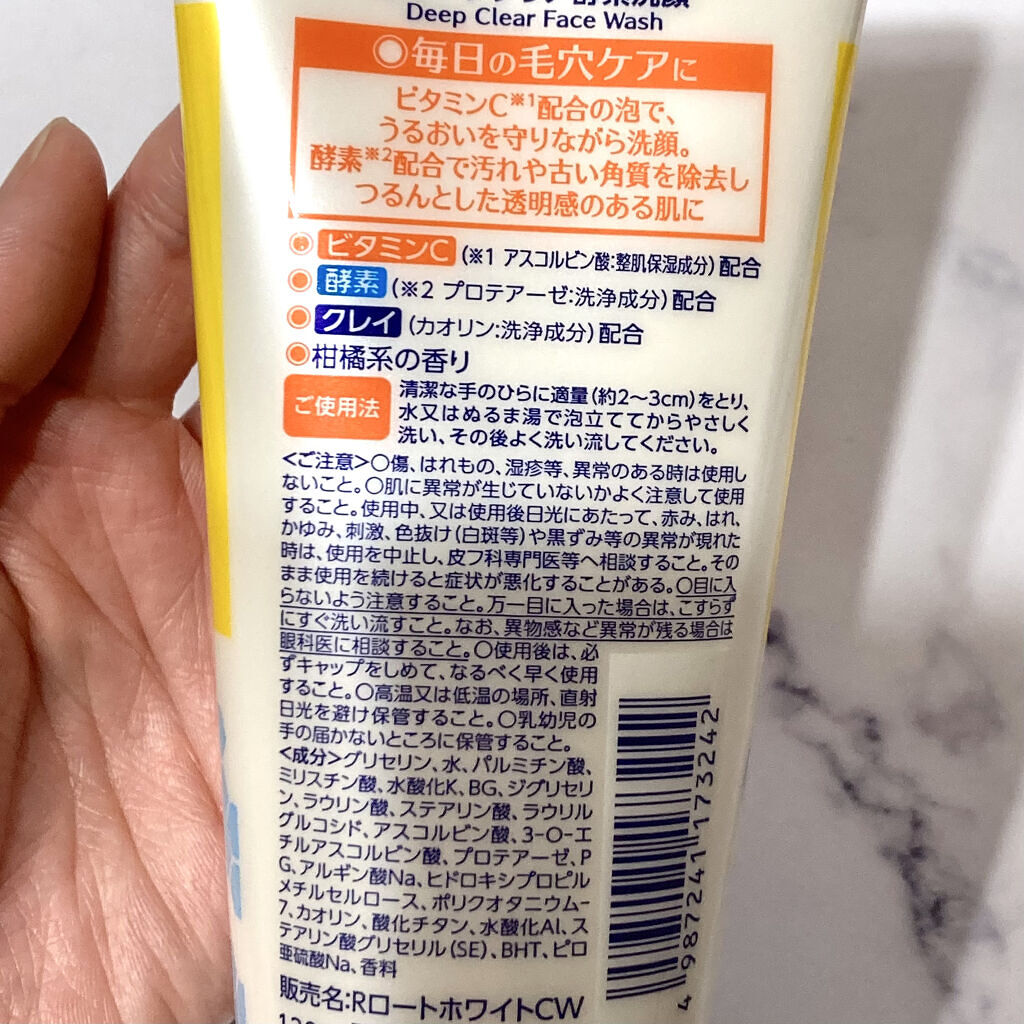 酵素洗顔
Deep Clear Face Wash
◉毎日の毛穴ケアに
ビタミンC※1配合の泡で、
うるおいを守りながら洗顔。
酵素※2配合で汚れや古い角質を除去し
つるんとした透明感のある肌に
◉ビタミンC(※1 アスコルビン酸:整肌保湿成分)配合
◉酵素(※2 プロテアーゼ:洗浄成分)配合
◉クレイ(カオリン:洗浄成分)配合
◉柑橘系の香り
ご使用法
清潔な手のひらに適量(約2〜3cm)をとり、
水又はぬるま湯で泡立ててからやさしく
洗い、その後よく洗い流してください。
<ご注意>○傷、はれもの、湿疹等、異常のある時は使用し
ないこと。○肌に異常が生じていないかよく注意して使用
すること。使用中、又は使用後日光にあたって、赤み、はれ、
かゆみ、刺激、色抜け(白斑等)や黒ずみ等の異常が現れた
時は、使用を中止し、皮フ科専門医等へ相談すること。その
まま使用を続けると症状が悪化することがある。○目に入
らないよう注意すること。万一目に入った場合は、こすらず
にすぐ洗い流すこと。なお、異物感など異常が残る場合は
眼科医に相談すること。○使用後は、必
ずキャップをしめて、なるべく早く使用
すること。○高温又は低温の場所、直射
日光を避け保管すること。○乳幼児の
手の届かないところに保管すること。
<成分>グリセリン、水、パルミチン酸、
ミリスチン酸、水酸化K、BG、ジグリセリ
ン、ラウリン酸、ステアリン酸、ラウリル
グルコシド、アスコルビン酸、3-O-エ
チルアスコルビン酸、プロテアーゼ、P
G、アルギン酸Na、ヒドロキシプロピル
メチルセルロース、ポリクオタニウム-
7、カオリン、酸化チタン、水酸化Al、ス
テアリン酸グリセリル(SE)、BHT、ピロ
亜硫酸Na、香料
販売名:RロートホワイトCW
4 987241 173242